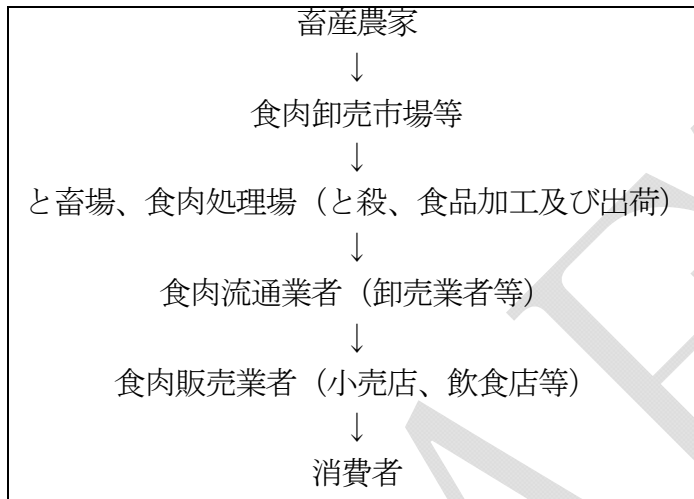 畜産農家
↓
食肉卸売市場等
↓
と畜場、食肉処理場（と殺、食品加工及び出荷）
↓
食肉流通業者（卸売業者等）
↓
食肉販売業者（小売店、飲食店等）
↓
消費者